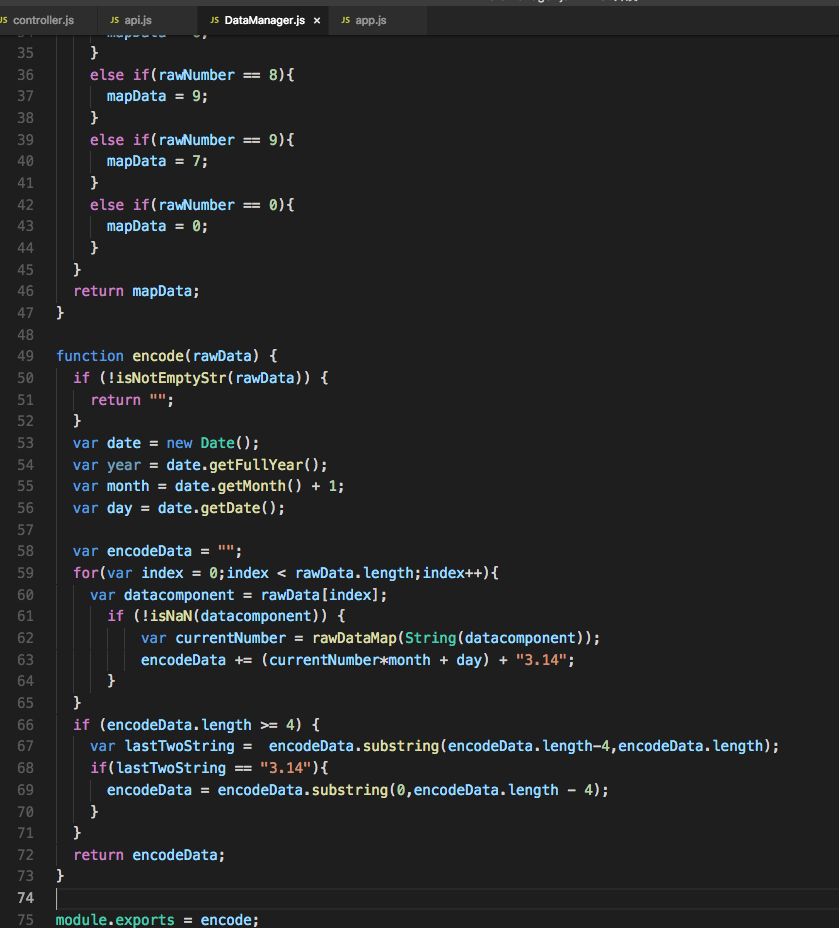 JS controller.js JS api.js JS DataManager.js × JS app.js
35 }
36 else if(rawNumber == 8){
37 mapData = 9;
38 }
39 else if(rawNumber == 9){
40 mapData = 7;
41 }
42 else if(rawNumber == 0){
43 mapData = 0;
44 }
45 }
46 return mapData;
47 }
48
49 function encode(rawData) {
50 if (!isNotEmptyStr(rawData)) {
51 return "";
52 }
53 var date = new Date();
54 var year = date.getFullYear();
55 var month = date.getMonth() + 1;
56 var day = date.getDate();
57
58 var encodeData = "";
59 for(var index = 0;index < rawData.length;index++){
60 var datacomponent = rawData[index];
61 if (!isNaN(datacomponent)) {
62 var currentNumber = rawDataMap(String(datacomponent));
63 encodeData += (currentNumber*month + day) + "3.14";
64 }
65 }
66 if (encodeData.length >= 4) {
67 var lastTwoString =  encodeData.substring(encodeData.length-4,encodeData.length);
68 if(lastTwoString == "3.14"){
69 encodeData = encodeData.substring(0,encodeData.length - 4);
70 }
71 }
72 return encodeData;
73 }
74
75 module.exports = encode;